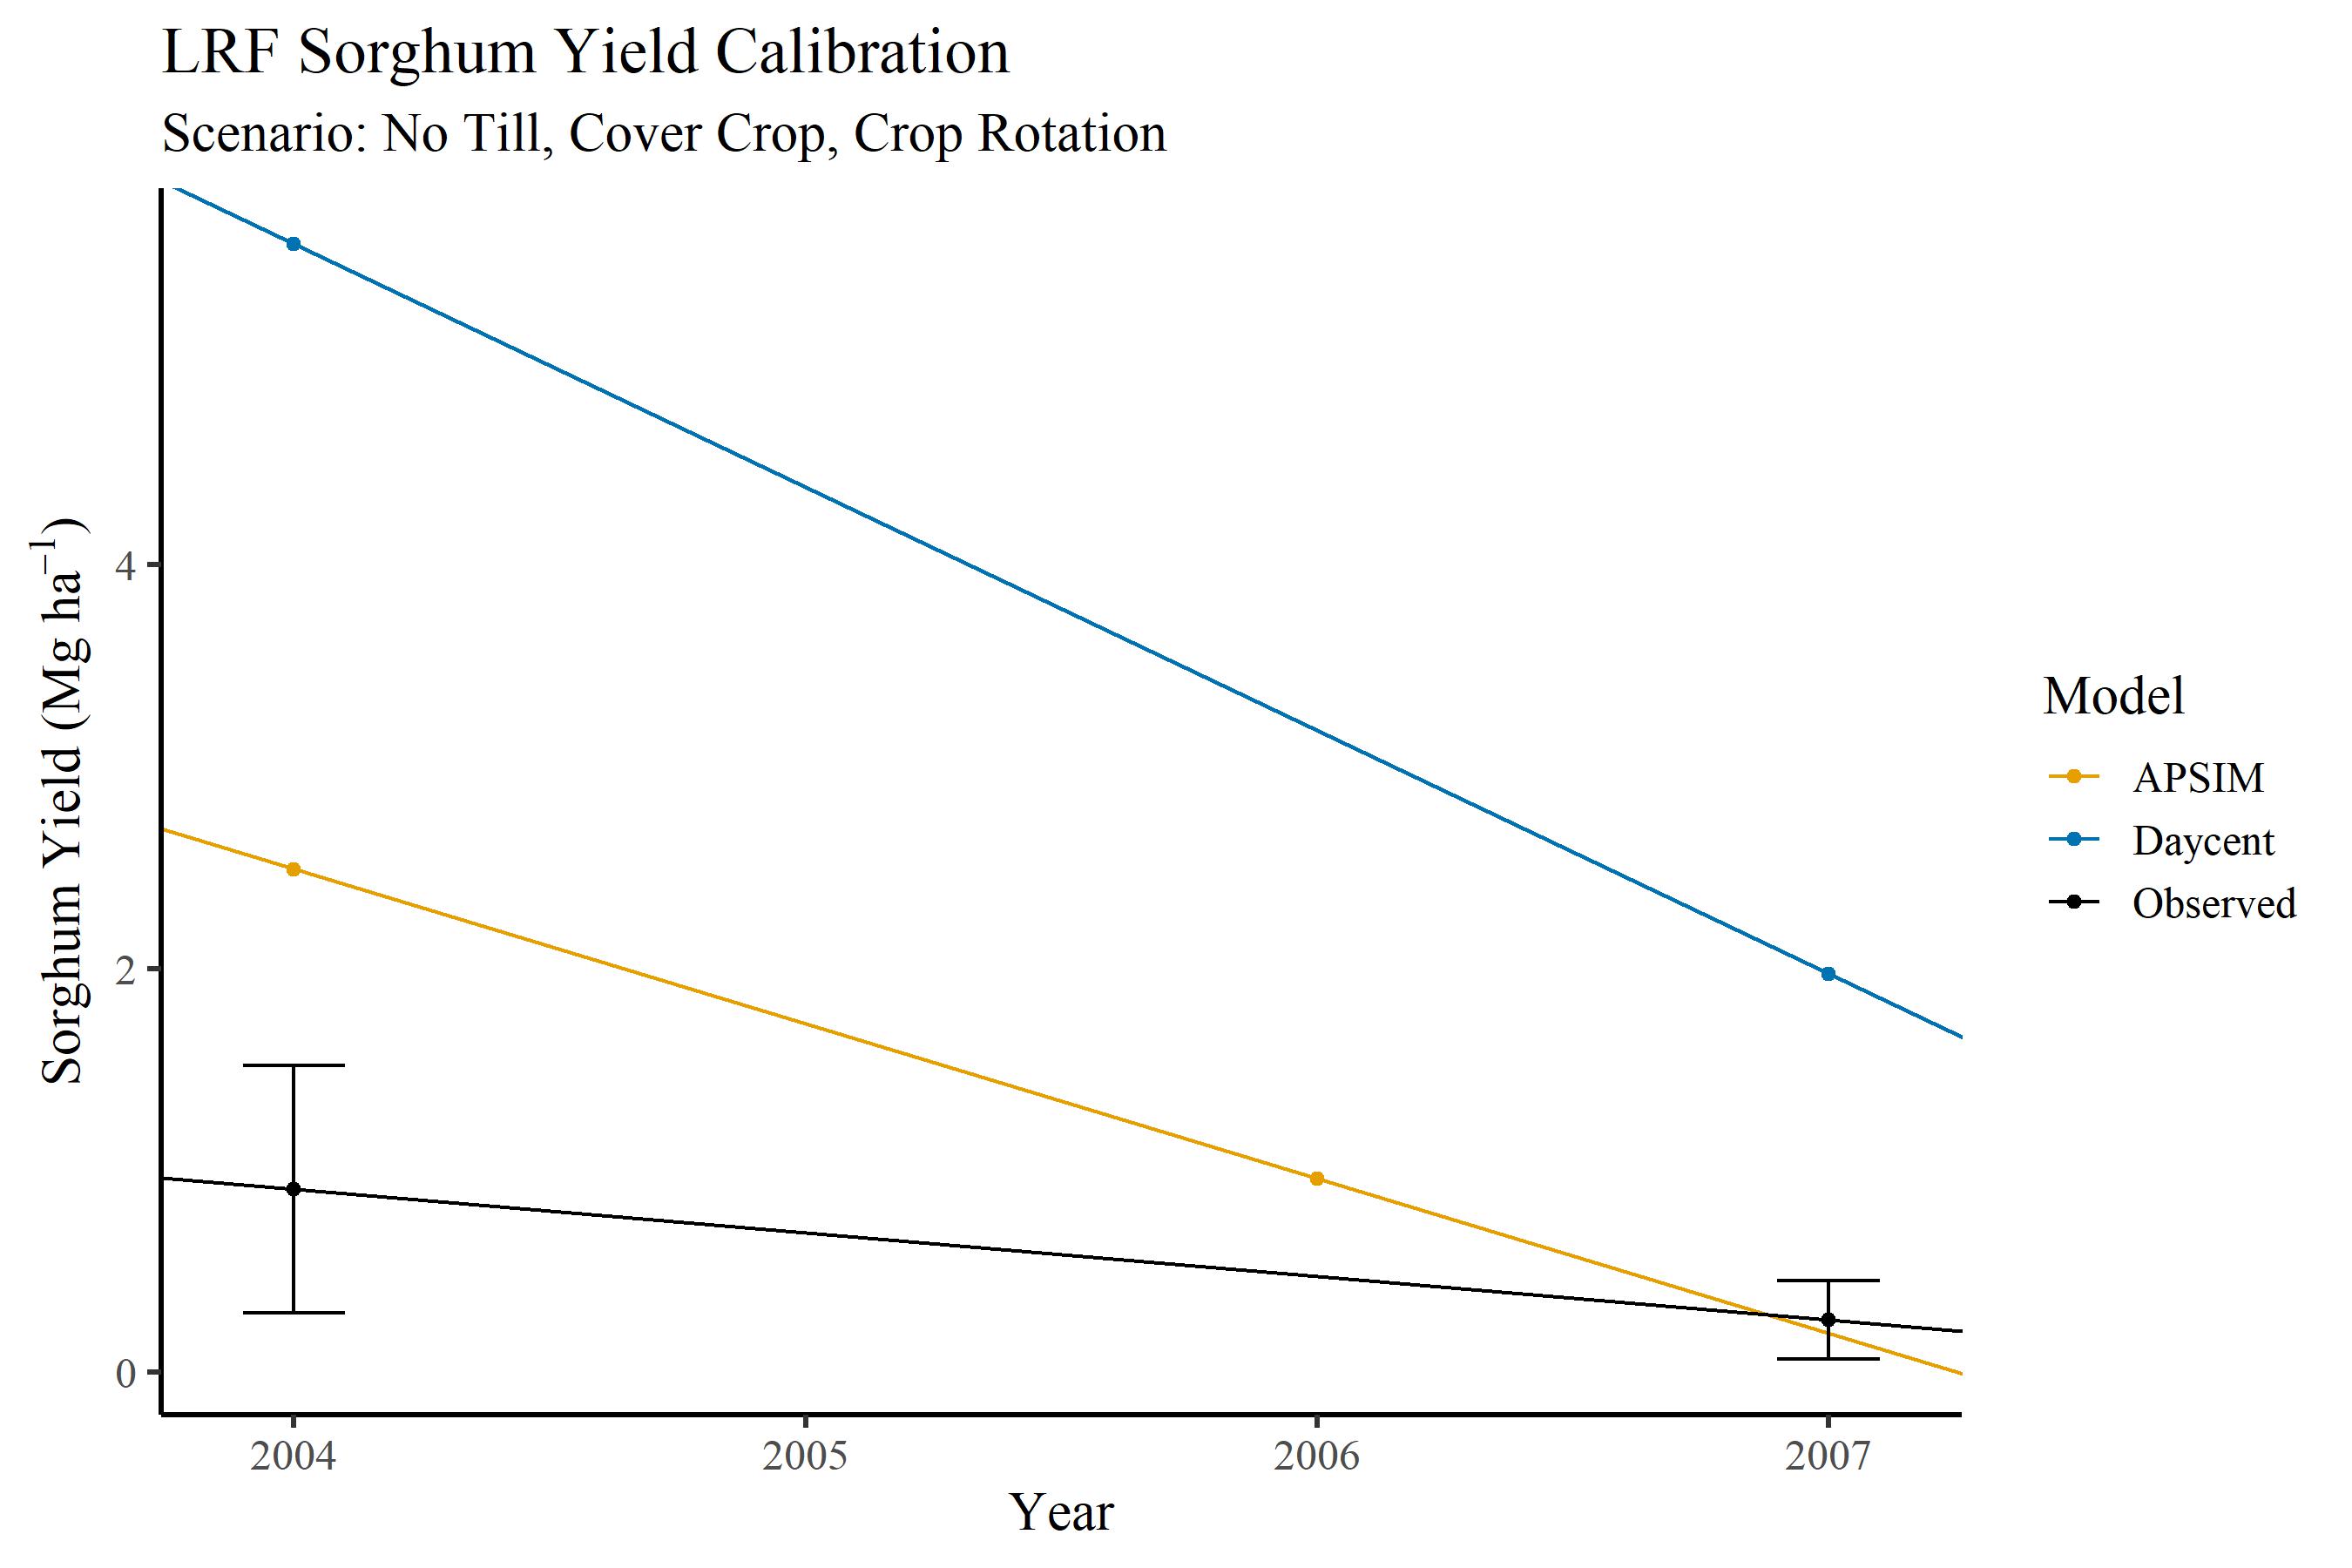 LRF Sorghum Yield Calibration
Scenario: No Till, Cover Crop, Crop Rotation
Sorghum Yield (Mg ha⁻¹)
4
2
0
2004 2005 2006 2007
Year
Model
APSIM
Daycent
Observed